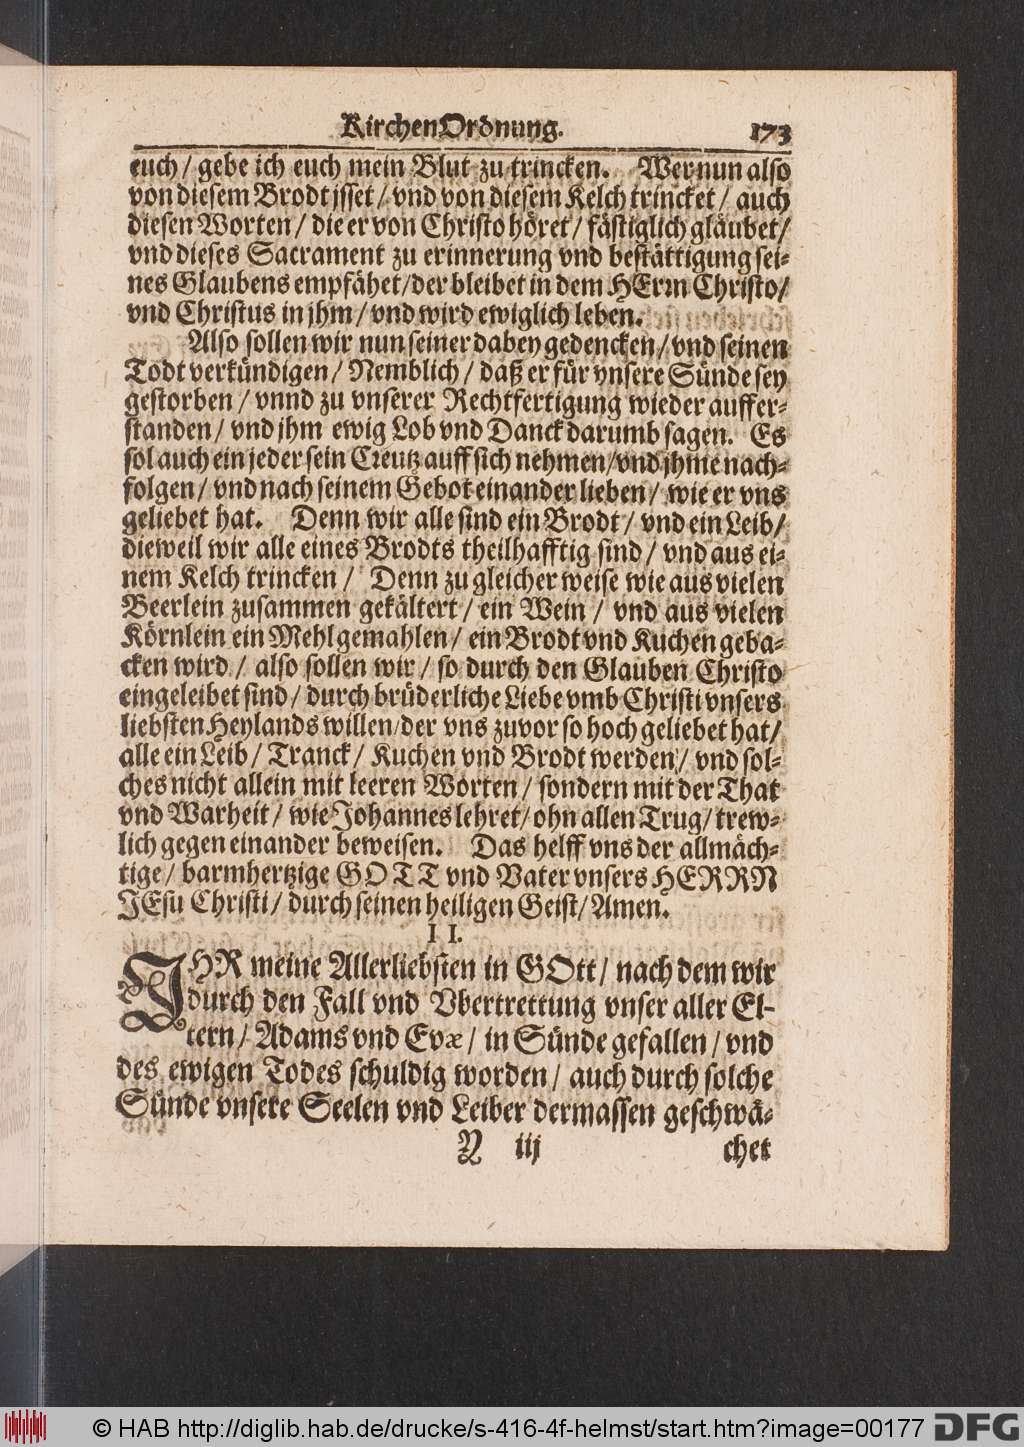 KirchenOrdnung. 173
euch / gebe ich euch mein Blut zu trincken. Wer nun also
von diesem Brodt jsset / vnd von diesem Kelch trincket / auch
diesen Worten / die er von Christo höret / fästiglich gläubet /
vnd dieses Sacrament zu erinnerung vnd bestättigung sei-
nes Glaubens empfähet / der bleibet in dem HErrn Christo /
vnd Christus in jhm / vnd wird ewiglich leben.
Also sollen wir nun seiner dabey gedencken / vnd seinen
Todt verkündigen / Nemblich / daß er für vnsere Sünde sey
gestorben / vnnd zu vnserer Rechtfertigung wieder auffer-
standen / vnd jhm ewig Lob vnd Danck darumb sagen. Es
sol auch ein jeder sein Creutz auff sich nehmen / vnd jhme nach-
folgen / vnd nach seinem Gebot einander lieben / wie er vns
geliebet hat. Denn wir alle sind ein Brodt / vnd ein Leib /
dieweil wir alle eines Brodts theilhafftig sind / vnd aus ei-
nem Kelch trincken / Denn zu gleicher weise wie aus vielen
Beerlein zusammen gekältert / ein Wein / vnd aus vielen
Körnlein ein Mehl gemahlen / ein Brodt vnd Kuchen geba-
cken wird / also sollen wir / so durch den Glauben Christo
eingeleibet sind / durch brüderliche Liebe vmb Christi vnsers
liebsten Heylands willen / der vns zuvor so hoch geliebet hat /
alle ein Leib / Tranck / Kuchen vnd Brodt werden / vnd sol-
ches nicht allein mit leeren Worten / sondern mit der That
vnd Warheit / wie Johannes lehret / ohn allen Trug / trew-
lich gegen einander beweisen. Das helff vns der allmäch-
tige / barmhertzige GOTT vnd Vater vnsers HERRN
JEsu Christi / durch seinen heiligen Geist / Amen.
II.
IHR meine Allerliebsten in GOtt / nach dem wir
durch den Fall vnd Vbertrettung vnser aller El-
tern / Adams vnd Evæ / in Sünde gefallen / vnd
des ewigen Todes schuldig worden / auch durch solche
Sünde vnsere Seelen vnd Leiber dermassen geschwä-
Y iij chet
© HAB http://diglib.hab.de/drucke/s-416-4f-helmst/start.htm?image=00177 DFG